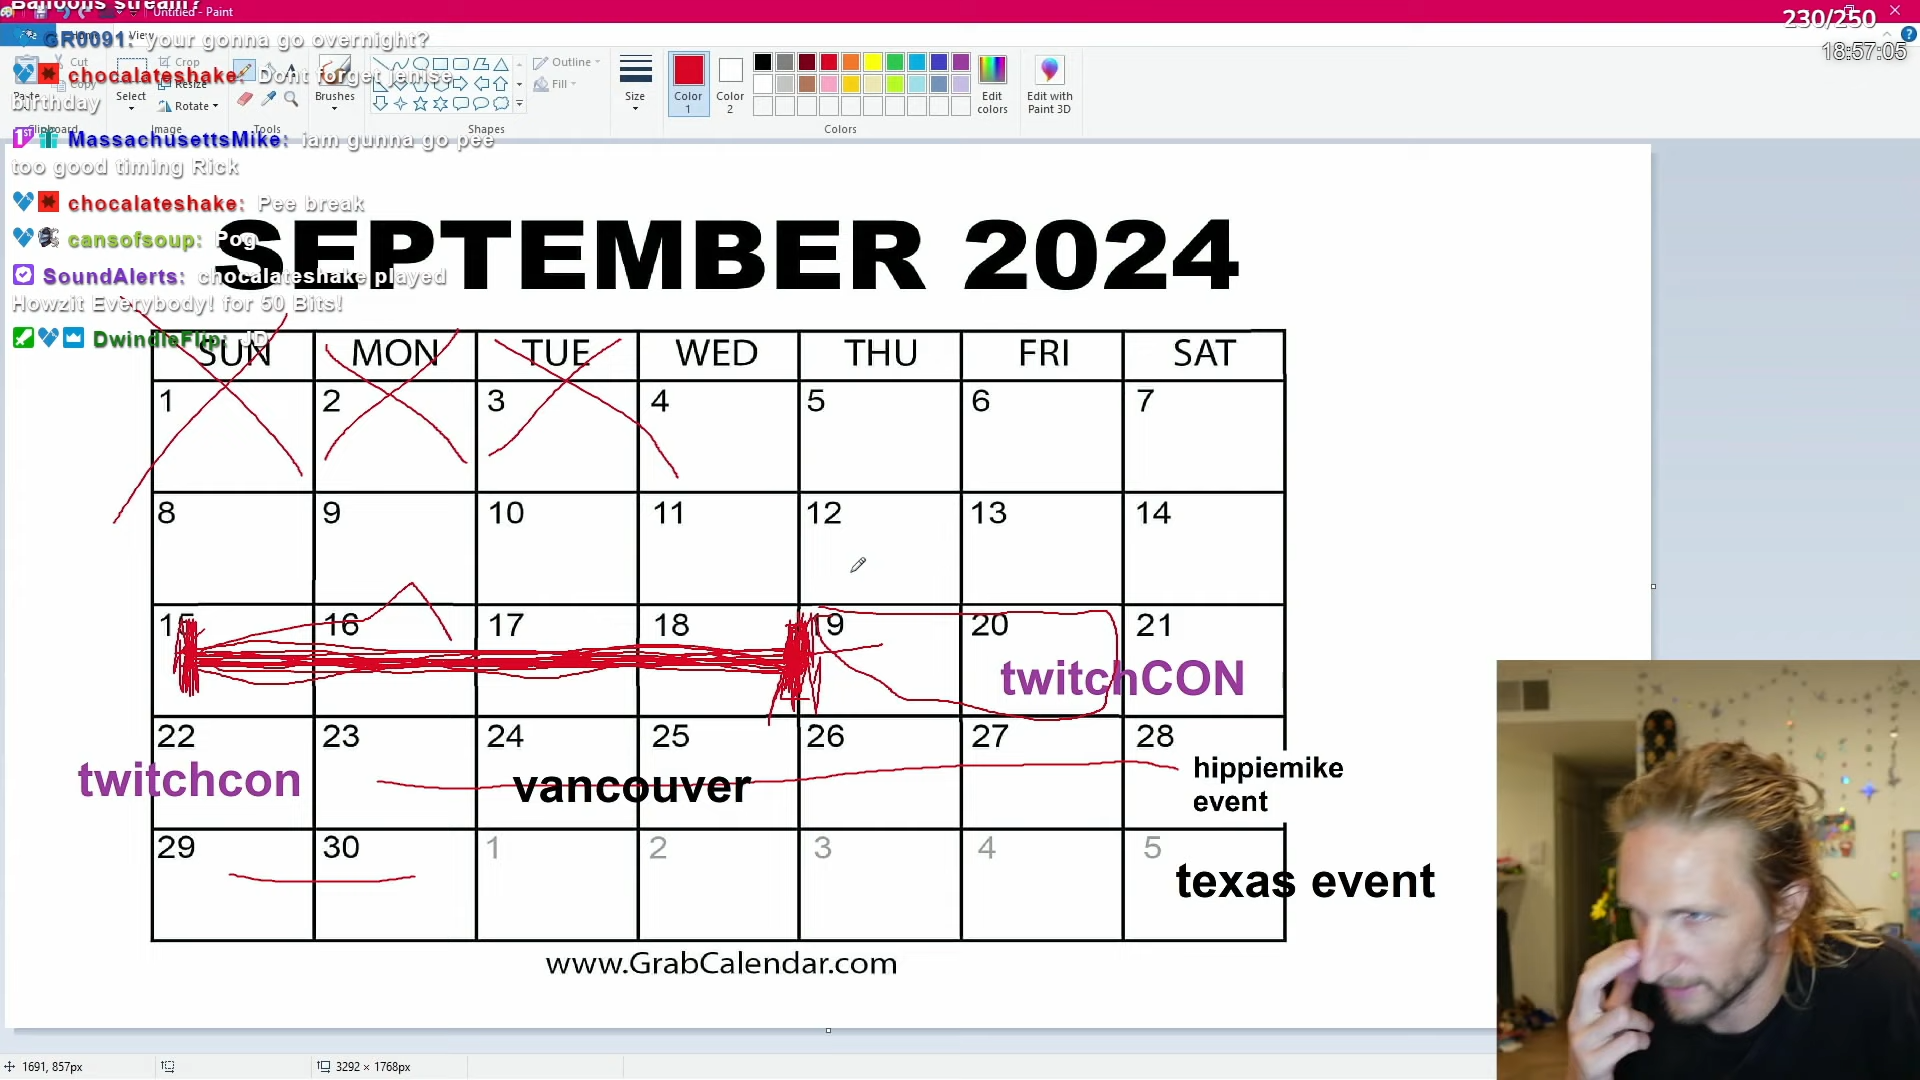 Balloons stream?
Untitled - Paint
230/250
18:57:05
View
GR0091: your gonna go overnight?
Cut
Crop
chocalateshake: Dont forget jenise
birthday
Copy
Resize
Paste
Select
Rotate
Brushes
Outline
Fill
Size
Color
1
Color
2
Edit
colors
Edit with
Paint 3D
Clipboard
Image
Tools
Shapes
Colors
MassachusettsMike: iam gunna go pee
too good timing Rick
chocalateshake: Pee break
cansofsoup: Pog
SoundAlerts: chocalateshake played
Howzit Everybody! for 50 Bits!
DwindleFlip: JD
SEPTEMBER 2024
SUN MON TUE WED THU FRI SAT
1 2 3 4 5 6 7
8 9 10 11 12 13 14
15 16 17 18 19 20 21
twitchCON
22 23 24 25 26 27 28
twitchcon
vancouver
hippiemike
event
29 30 1 2 3 4 5
texas event
www.GrabCalendar.com
1691, 857px
3292 × 1768px